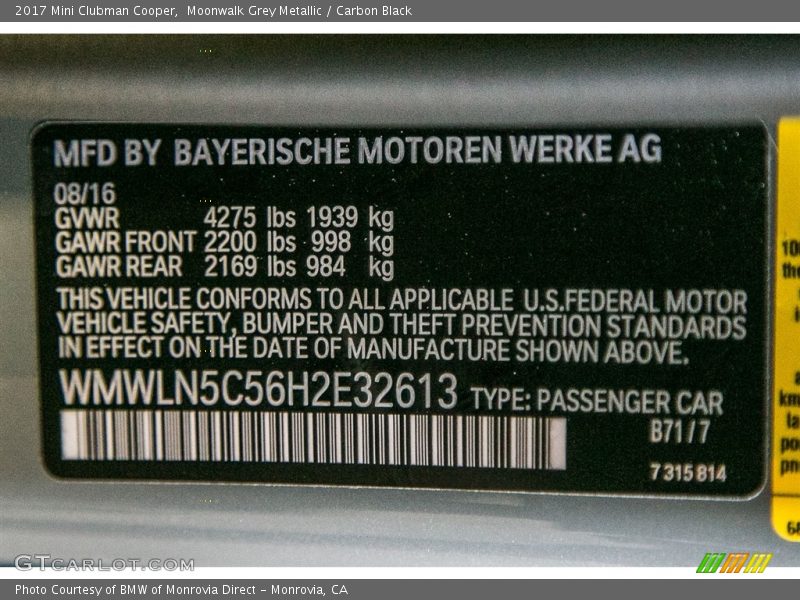 2017 Mini Clubman Cooper, Moonwalk Grey Metallic / Carbon Black
MFD BY BAYERISCHE MOTOREN WERKE AG
08/16
GVWR 4275 lbs 1939 kg
GAWR FRONT 2200 lbs 998 kg
GAWR REAR 2169 lbs 984 kg
THIS VEHICLE CONFORMS TO ALL APPLICABLE U.S.FEDERAL MOTOR
VEHICLE SAFETY, BUMPER AND THEFT PREVENTION STANDARDS
IN EFFECT ON THE DATE OF MANUFACTURE SHOWN ABOVE.
WMWLN5C56H2E32613 TYPE: PASSENGER CAR
B71/7
7315814
GTCARLOT.COM
Photo Courtesy of BMW of Monrovia Direct - Monrovia, CA